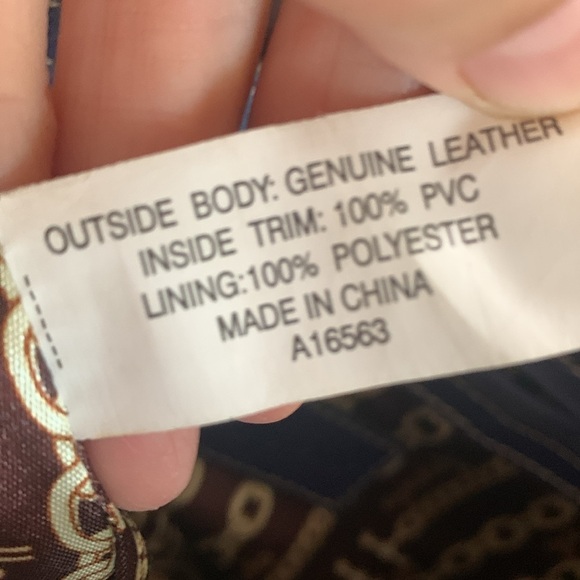 OUTSIDE BODY: GENUINE LEATHER
INSIDE TRIM: 100% PVC
LINING:100% POLYESTER
MADE IN CHINA
A16563